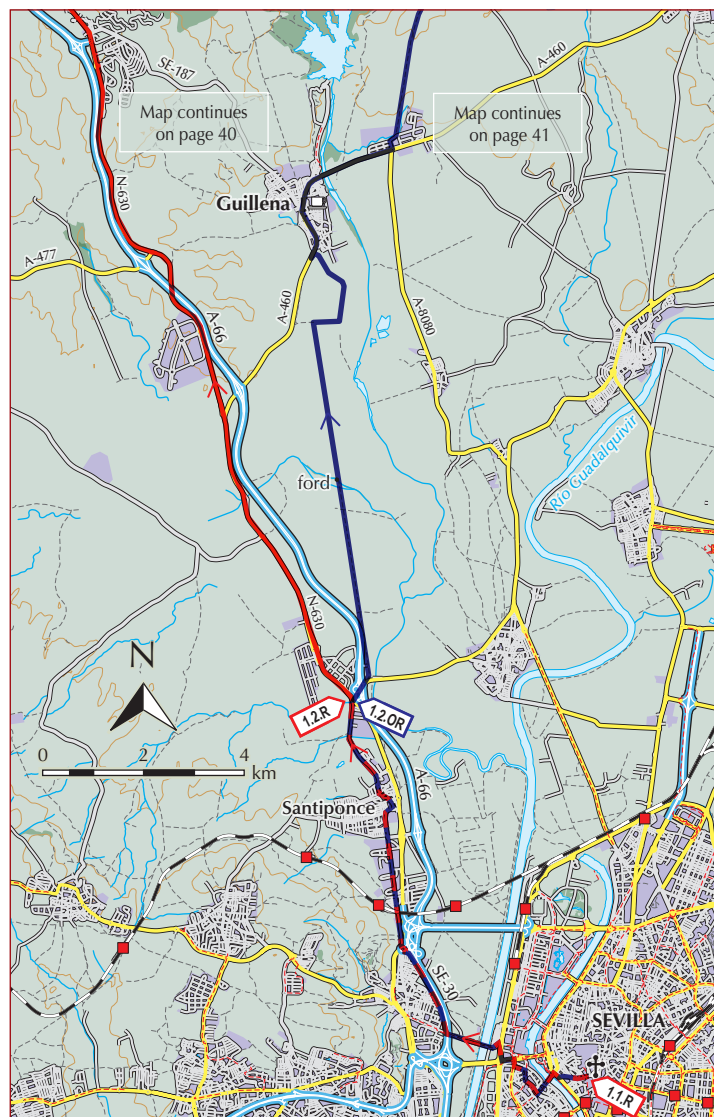 SE-187
A-460
Map continues
on page 40
Map continues
on page 41
N-630
Guillena
A-477
A-66
A-460
A-8080
Río Guadalquivir
ford
N-630
N
1.2.R
1.2.OR
0 2 4
km
A-66
Santiponce
SE-30
SEVILLA
1.1.R